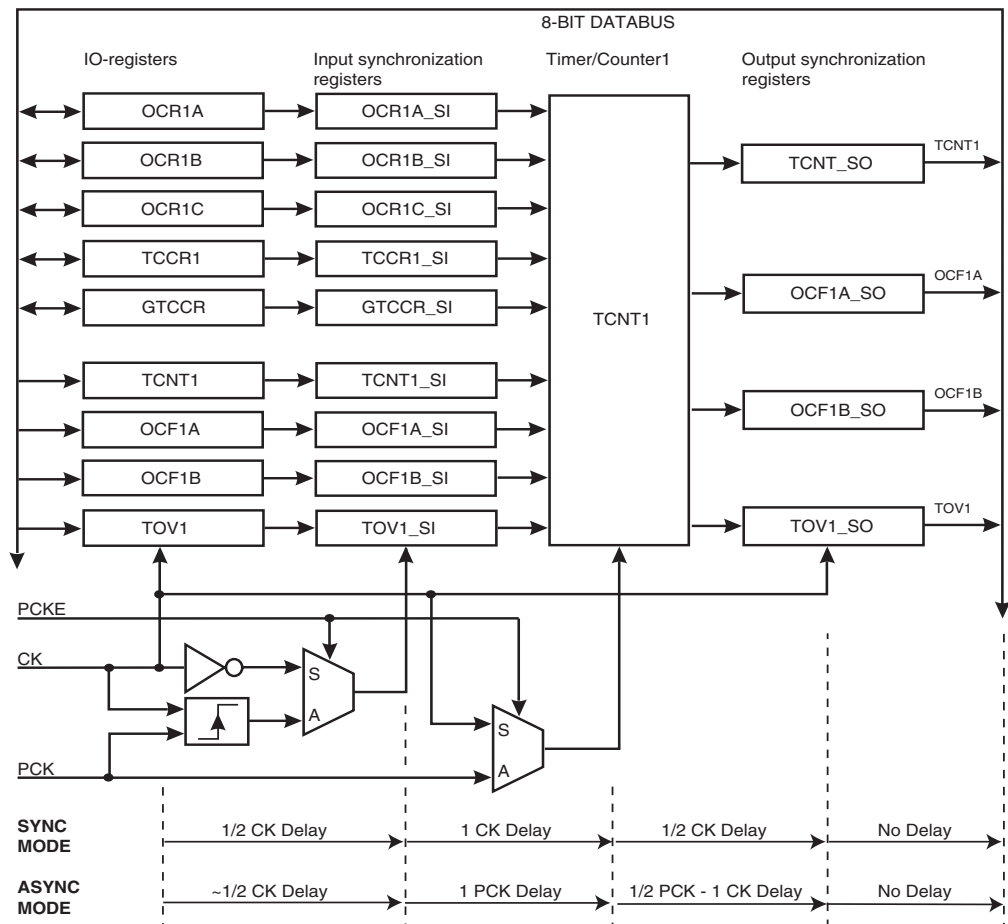 8-BIT DATABUS
IO-registers
Input synchronization
registers
Timer/Counter1
Output synchronization
registers
OCR1A
OCR1A_SI
OCR1B
OCR1B_SI
OCR1C
OCR1C_SI
TCCR1
TCCR1_SI
GTCCR
GTCCR_SI
TCNT1
TCNT1_SI
OCF1A
OCF1A_SI
OCF1B
OCF1B_SI
TOV1
TOV1_SI
TCNT1
TCNT_SO
TCNT1
OCF1A_SO
OCF1A
OCF1B_SO
OCF1B
TOV1_SO
TOV1
PCKE
CK
S
A
S
A
PCK
SYNC
MODE
1/2 CK Delay
1 CK Delay
1/2 CK Delay
No Delay
ASYNC
MODE
~1/2 CK Delay
1 PCK Delay
1/2 PCK - 1 CK Delay
No Delay